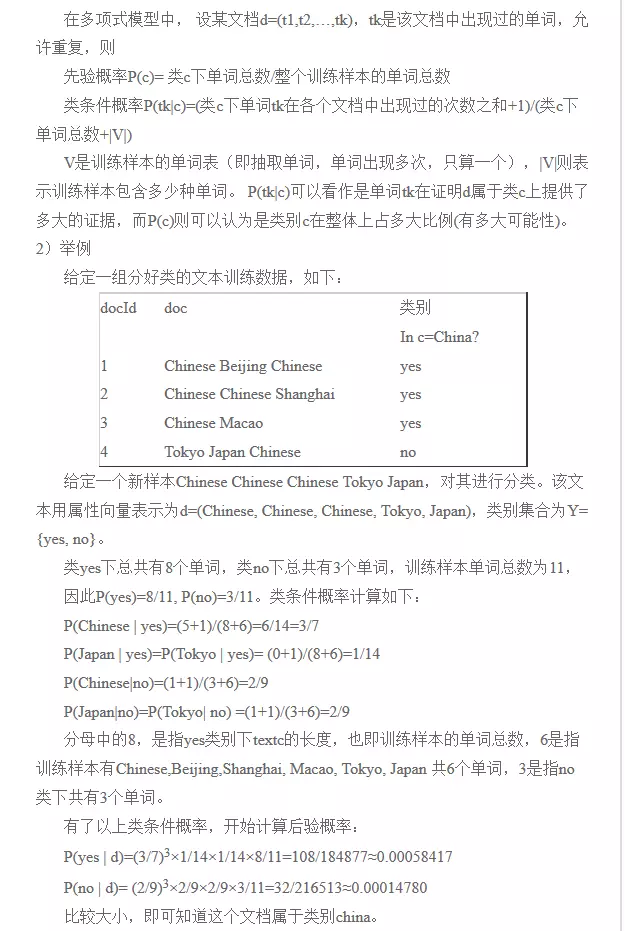 在多项式模型中， 设某文档d=(t1,t2,…,tk)，tk是该文档中出现过的单词，允
许重复，则
先验概率P(c)= 类c下单词总数/整个训练样本的单词总数
类条件概率P(tk|c)=(类c下单词tk在各个文档中出现过的次数之和+1)/(类c下
单词总数+|V|)
V是训练样本的单词表（即抽取单词，单词出现多次，只算一个），|V|则表
示训练样本包含多少种单词。 P(tk|c)可以看作是单词tk在证明d属于类c上提供了
多大的证据，而P(c)则可以认为是类别c在整体上占多大比例(有多大可能性)。
2）举例
给定一组分好类的文本训练数据，如下：
docId doc 类别
In c=China?
1 Chinese Beijing Chinese yes
2 Chinese Chinese Shanghai yes
3 Chinese Macao yes
4 Tokyo Japan Chinese no
给定一个新样本Chinese Chinese Chinese Tokyo Japan，对其进行分类。该文
本用属性向量表示为d=(Chinese, Chinese, Chinese, Tokyo, Japan)，类别集合为Y=
{yes, no}。
类yes下总共有8个单词，类no下总共有3个单词，训练样本单词总数为11，
因此P(yes)=8/11, P(no)=3/11。类条件概率计算如下：
P(Chinese | yes)=(5+1)/(8+6)=6/14=3/7
P(Japan | yes)=P(Tokyo | yes)= (0+1)/(8+6)=1/14
P(Chinese|no)=(1+1)/(3+6)=2/9
P(Japan|no)=P(Tokyo| no) =(1+1)/(3+6)=2/9
分母中的8，是指yes类别下textc的长度，也即训练样本的单词总数，6是指
训练样本有Chinese,Beijing,Shanghai, Macao, Tokyo, Japan 共6个单词，3是指no
类下共有3个单词。
有了以上类条件概率，开始计算后验概率：
P(yes | d)=(3/7)³×1/14×1/14×8/11=108/184877≈0.00058417
P(no | d)= (2/9)³×2/9×2/9×3/11=32/216513≈0.00014780
比较大小，即可知道这个文档属于类别china。